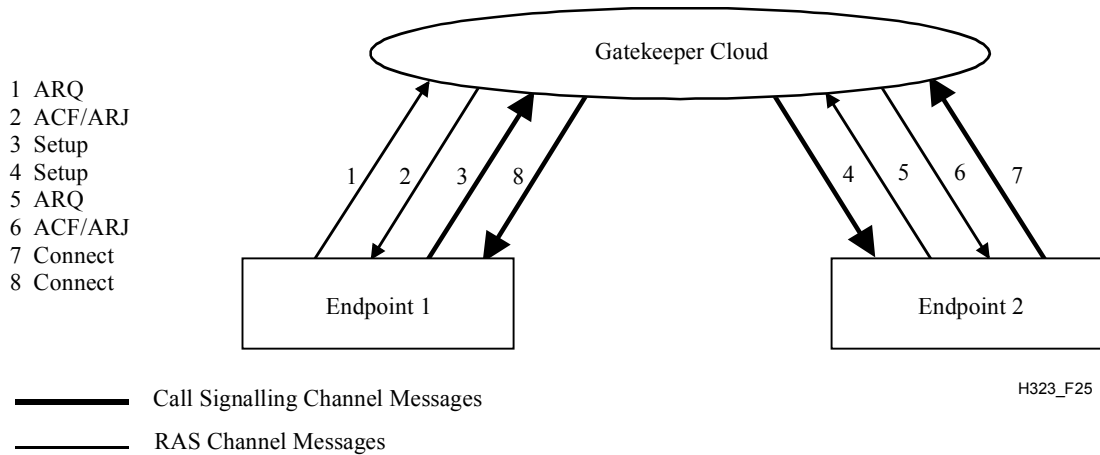 Gatekeeper Cloud
1 ARQ
2 ACF/ARJ
3 Setup
4 Setup
5 ARQ
6 ACF/ARJ
7 Connect
8 Connect
1
2
3
8
4
5
6
7
Endpoint 1
Endpoint 2
H323_F25
Call Signalling Channel Messages
RAS Channel Messages